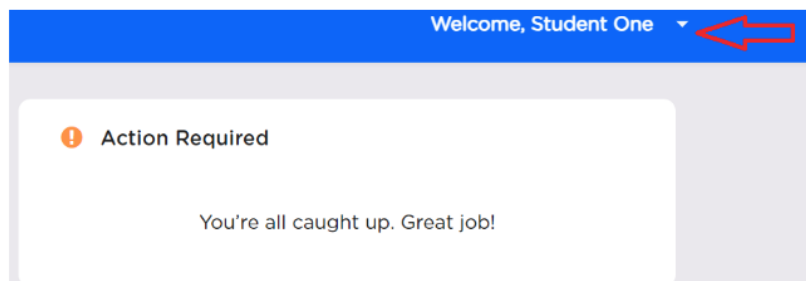 Welcome, Student One
Action Required
You're all caught up. Great job!